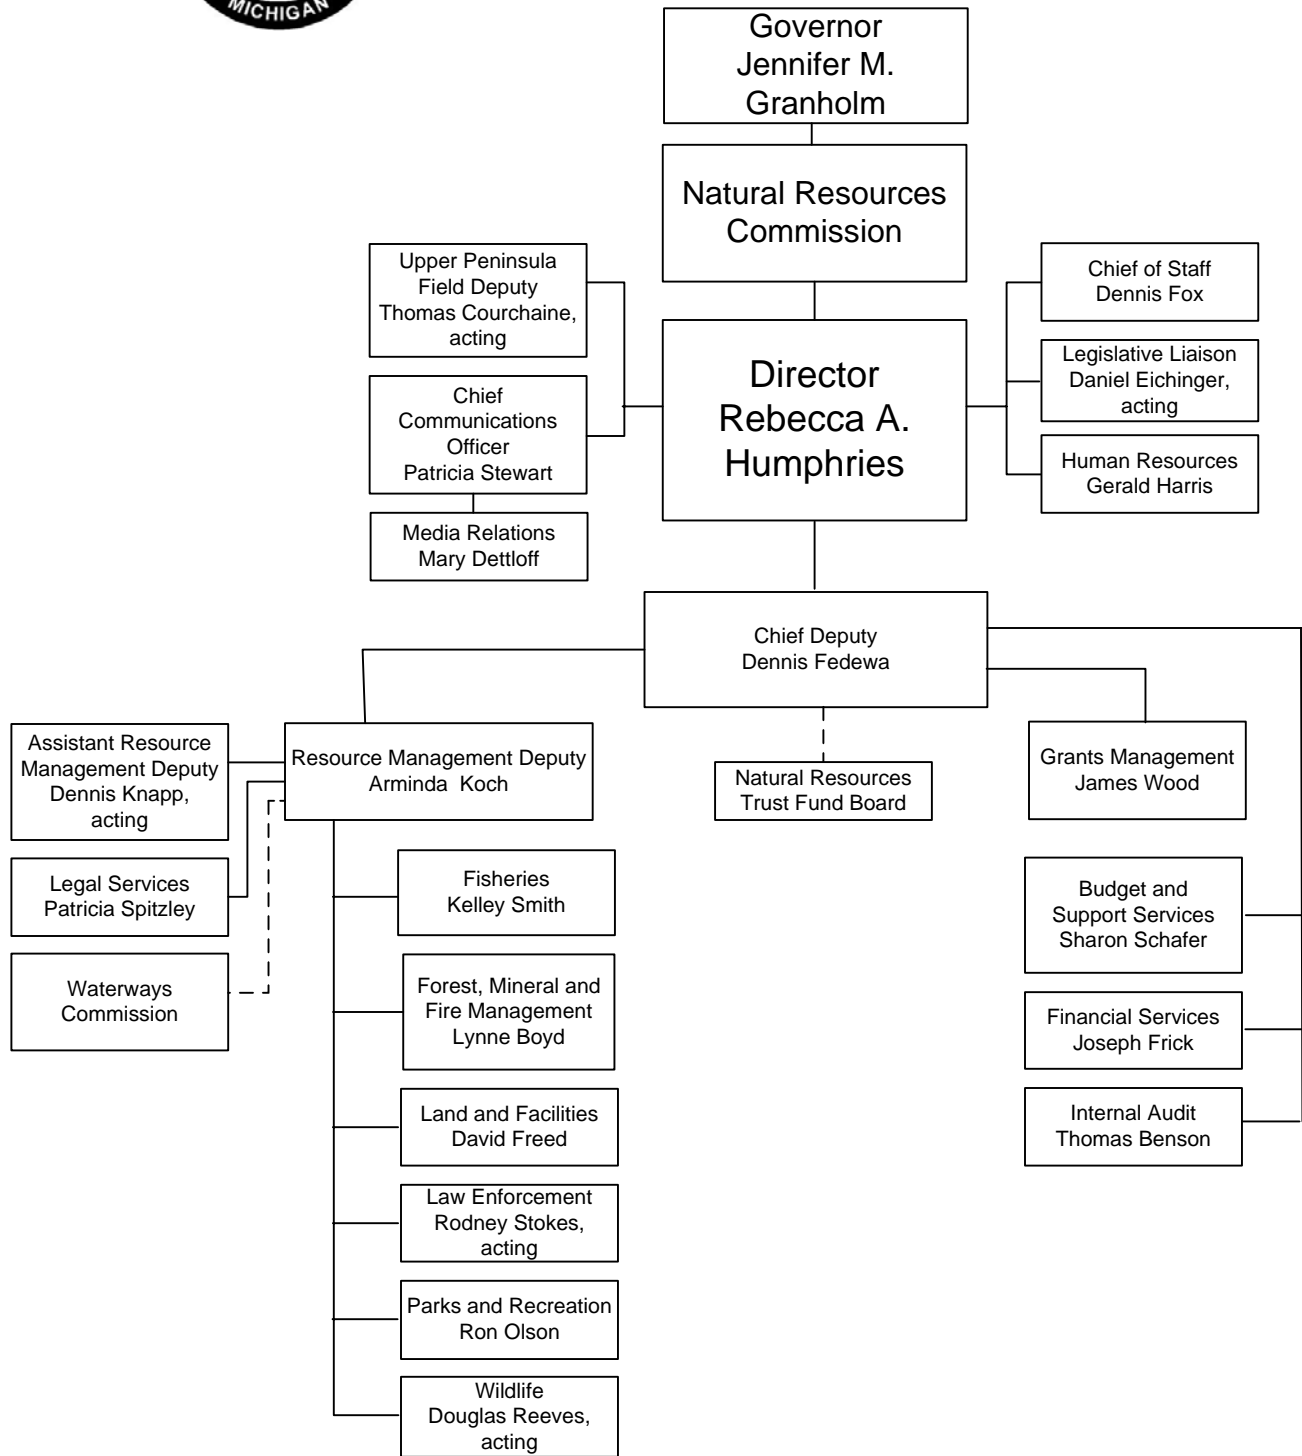 MICHIGAN
Governor
Jennifer M.
Granholm
Natural Resources
Commission
Upper Peninsula
Field Deputy
Thomas Courchaine,
acting
Chief
Communications
Officer
Patricia Stewart
Media Relations
Mary Dettloff
Director
Rebecca A.
Humphries
Chief of Staff
Dennis Fox
Legislative Liaison
Daniel Eichinger,
acting
Human Resources
Gerald Harris
Chief Deputy
Dennis Fedewa
Assistant Resource
Management Deputy
Dennis Knapp,
acting
Legal Services
Patricia Spitzley
Waterways
Commission
Resource Management Deputy
Arminda Koch
Natural Resources
Trust Fund Board
Grants Management
James Wood
Fisheries
Kelley Smith
Forest, Mineral and
Fire Management
Lynne Boyd
Land and Facilities
David Freed
Law Enforcement
Rodney Stokes,
acting
Parks and Recreation
Ron Olson
Wildlife
Douglas Reeves,
acting
Budget and
Support Services
Sharon Schafer
Financial Services
Joseph Frick
Internal Audit
Thomas Benson